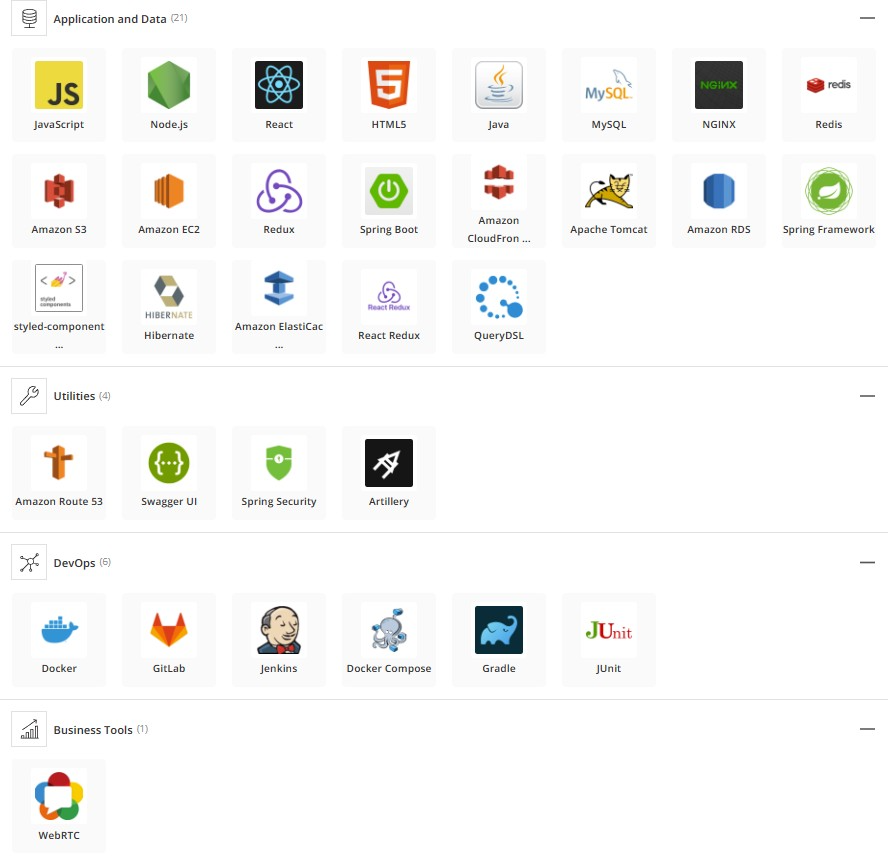 Application and Data (21)
JS
NGINX
MySQL
redis
JavaScript
Node.js
React
HTML5
Java
MySQL
NGINX
Redis
Amazon S3
Amazon EC2
Redux
Spring Boot
Amazon
CloudFron ...
Apache Tomcat
Amazon RDS
Spring Framework
styled
components
HIBERNATE
React Redux
styled-component
...
Hibernate
Amazon ElastiCac
...
React Redux
QueryDSL
Utilities (4)
Amazon Route 53
Swagger UI
Spring Security
Artillery
DevOps (6)
JUnit
Docker
GitLab
Jenkins
Docker Compose
Gradle
JUnit
Business Tools (1)
WebRTC